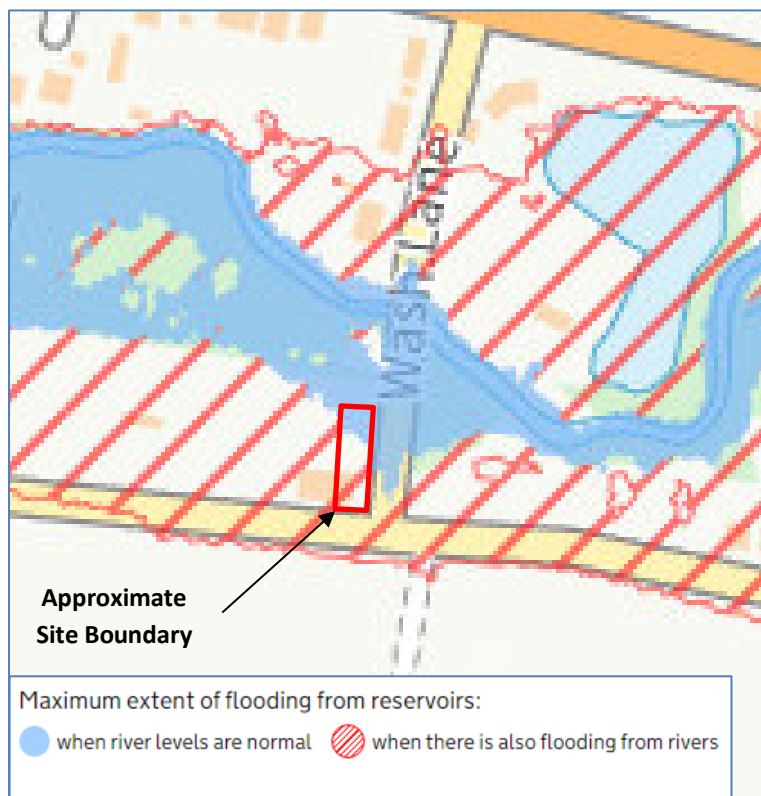 Wash Lane
Approximate
Site Boundary
Maximum extent of flooding from reservoirs:
when river levels are normal
when there is also flooding from rivers